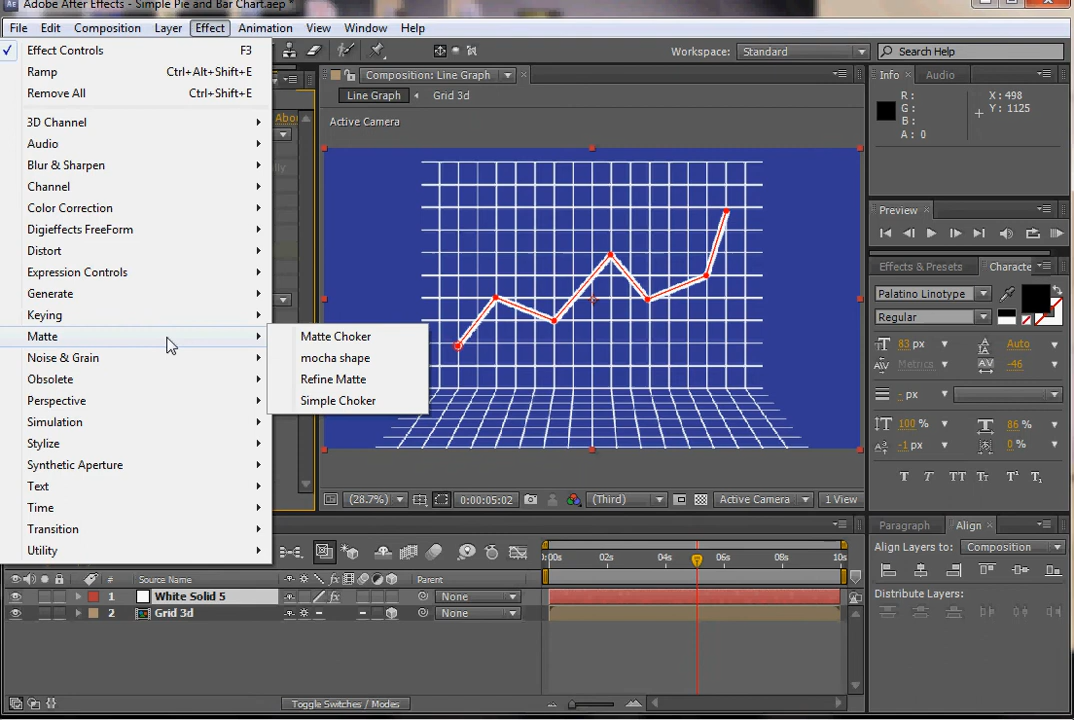 Adobe After Effects - Simple Pie and Bar Chart.aep *
File Edit Composition Layer Effect Animation View Window Help
Effect Controls F3
Ramp Ctrl+Alt+Shift+E
Remove All Ctrl+Shift+E
3D Channel
Audio
Blur & Sharpen
Channel
Color Correction
Digieffects FreeForm
Distort
Expression Controls
Generate
Keying
Matte
Noise & Grain
Obsolete
Perspective
Simulation
Stylize
Synthetic Aperture
Text
Time
Transition
Utility
Matte Choker
mocha shape
Refine Matte
Simple Choker
Workspace: Standard Search Help
Composition: Line Graph
Line Graph Grid 3d
Active Camera
(28.7%) 0:00:05:02 (Third) Active Camera 1 View
Info Audio
R : X : 498
G : Y : 1125
B :
A : 0
Preview
Effects & Presets Characte
Palatino Linotype
Regular
83 px Auto
Metrics -46
- px
100 % 86 %
-1 px 0 %
T T TT Tт T¹ T₁
Paragraph Align
Align Layers to: Composition
Distribute Layers:
:00s 02s 04s 06s 08s 10s
# Source Name Parent
1 White Solid 5 None
2 Grid 3d None
Toggle Switches / Modes